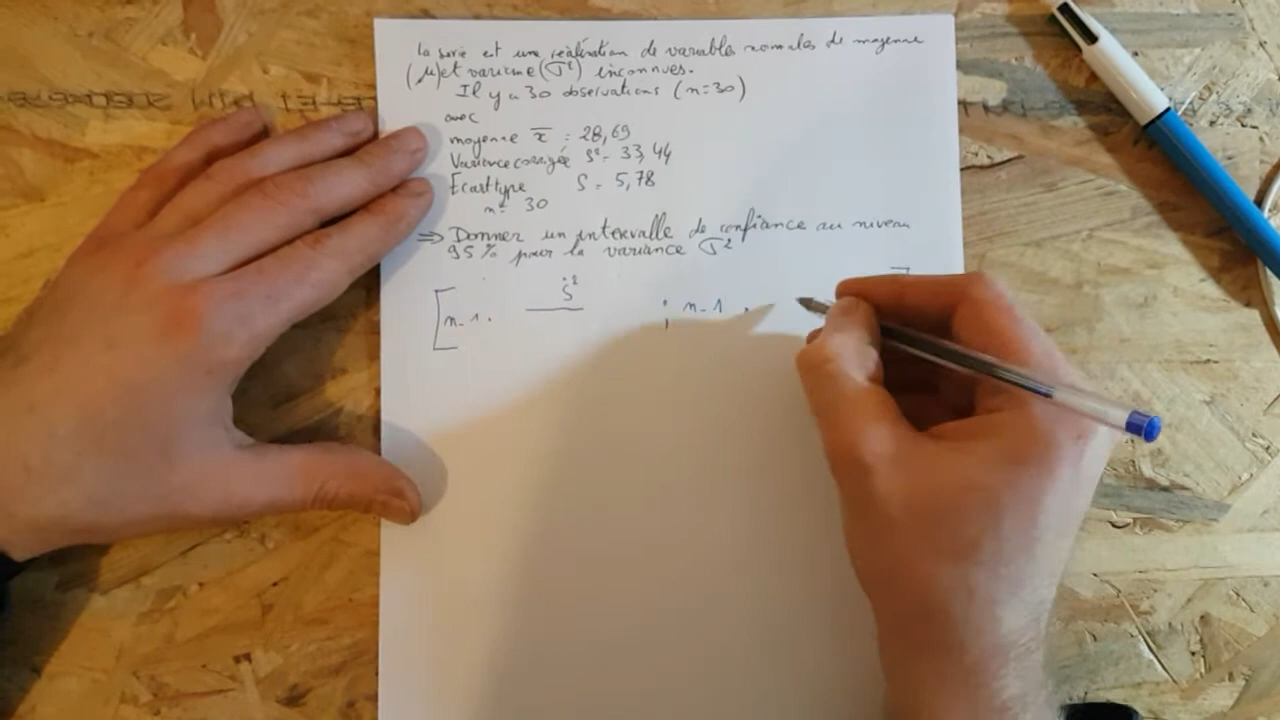 La série est une réalisation de variables normales de moyenne
(μ) et variance (σ²) inconnues.
Il y a 30 observations (n=30)
avec
moyenne x̄ : 28,69
Variance corrigée S² = 33,44
Ecart type S = 5,78
n = 30
⇒ Donner un intervalle de confiance au niveau
95% pour la variance σ²
[n-1 . S² ; n-1 . ]